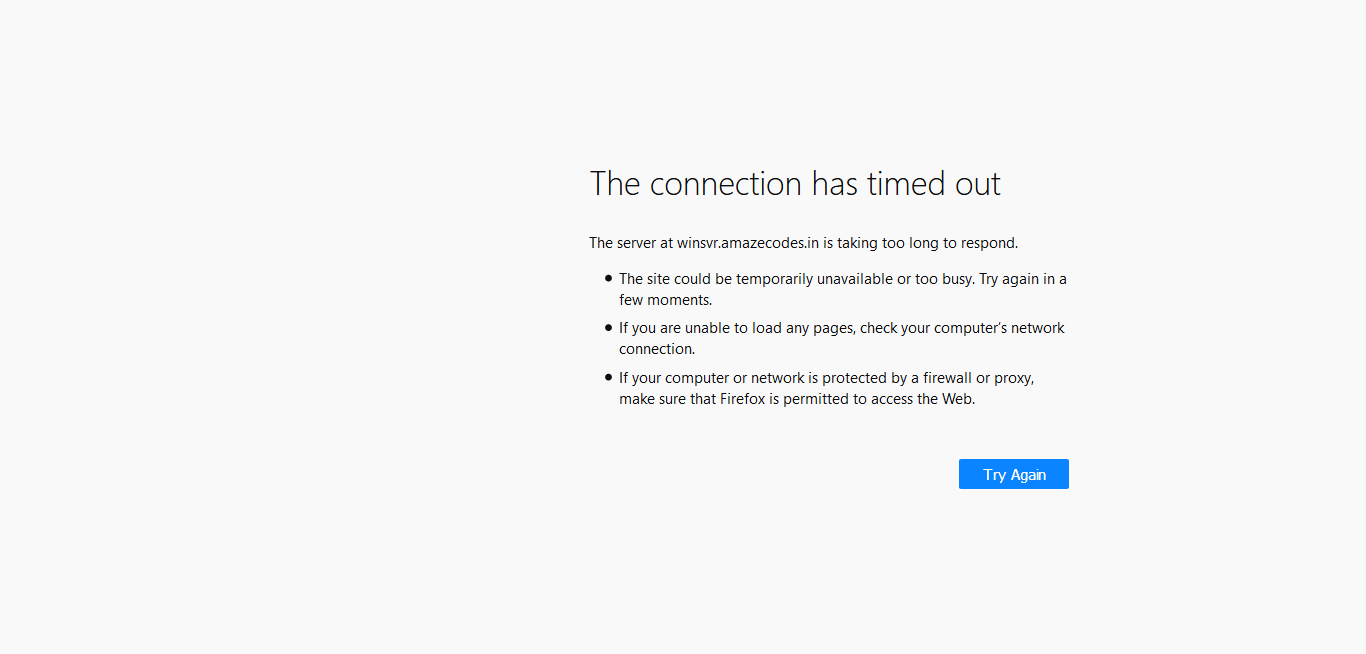 The connection has timed out
The server at winsvr.amazecodes.in is taking too long to respond.
The site could be temporarily unavailable or too busy. Try again in a
few moments.
If you are unable to load any pages, check your computer’s network
connection.
If your computer or network is protected by a firewall or proxy,
make sure that Firefox is permitted to access the Web.
Try Again